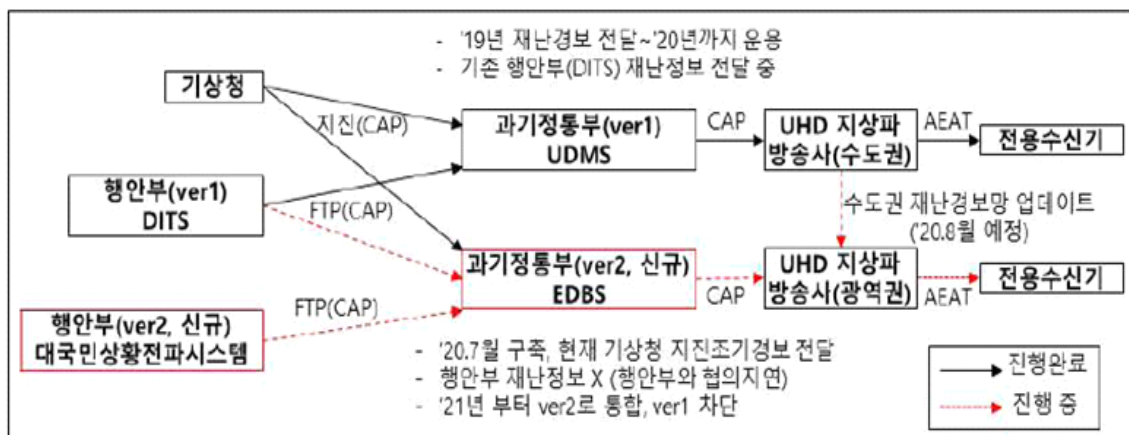 - '19년 재난경보 전달~'20년까지 운용
- 기존 행안부(DITS) 재난정보 전달 중
기상청
지진(CAP)
과기정통부(ver1)
UDMS
CAP
UHD 지상파
방송사(수도권)
AEAT
전용수신기
행안부(ver1)
DITS
FTP(CAP)
수도권 재난경보망 업데이트
('20.8월 예정)
과기정통부(ver2, 신규)
EDBS
CAP
UHD 지상파
방송사(광역권)
AEAT
전용수신기
행안부(ver2, 신규)
대국민상황전파시스템
FTP(CAP)
- '20.7월 구축, 현재 기상청 지진조기경보 전달
- 행안부 재난정보 X (행안부와 협의지연)
- '21년 부터 ver2로 통합, ver1 차단
진행완료
진행 중